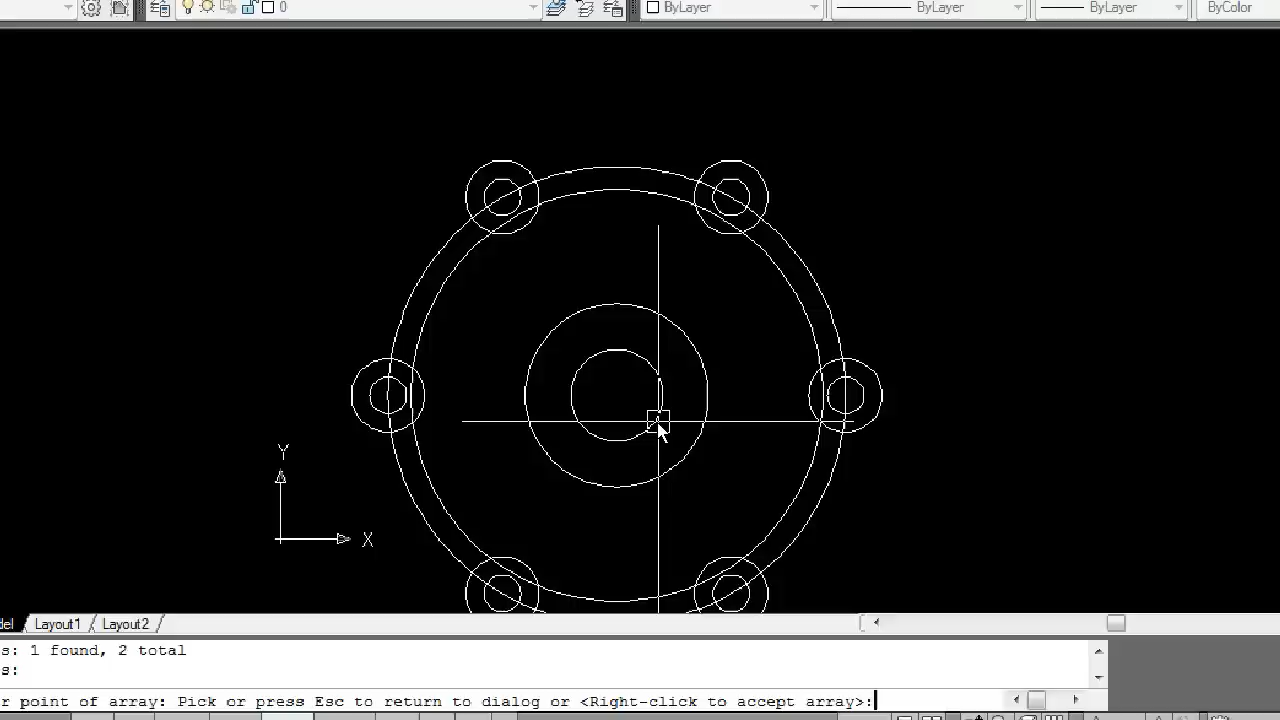 0 ByLayer ByLayer ByLayer ByColor
Y
X
del Layout1 Layout2
s: 1 found, 2 total
s:
r point of array: Pick or press Esc to return to dialog or <Right-click to accept array>: